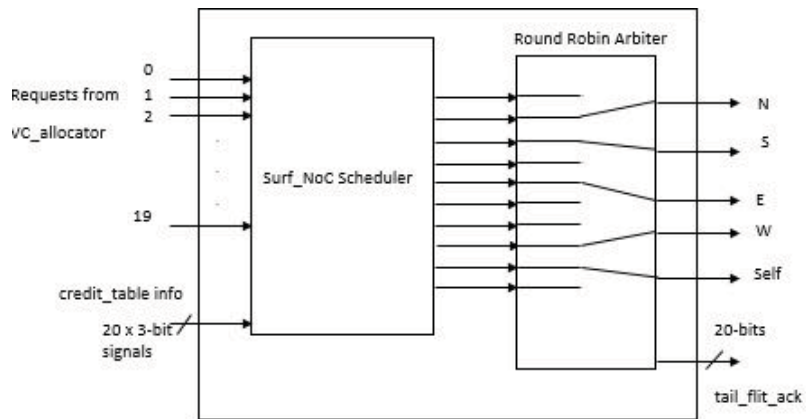 Round Robin Arbiter
0
Requests from 1
VC_allocator 2
19
Surf_NoC Scheduler
N
S
E
W
Self
credit_table info
20 x 3-bit
signals
20-bits
tail_flit_ack